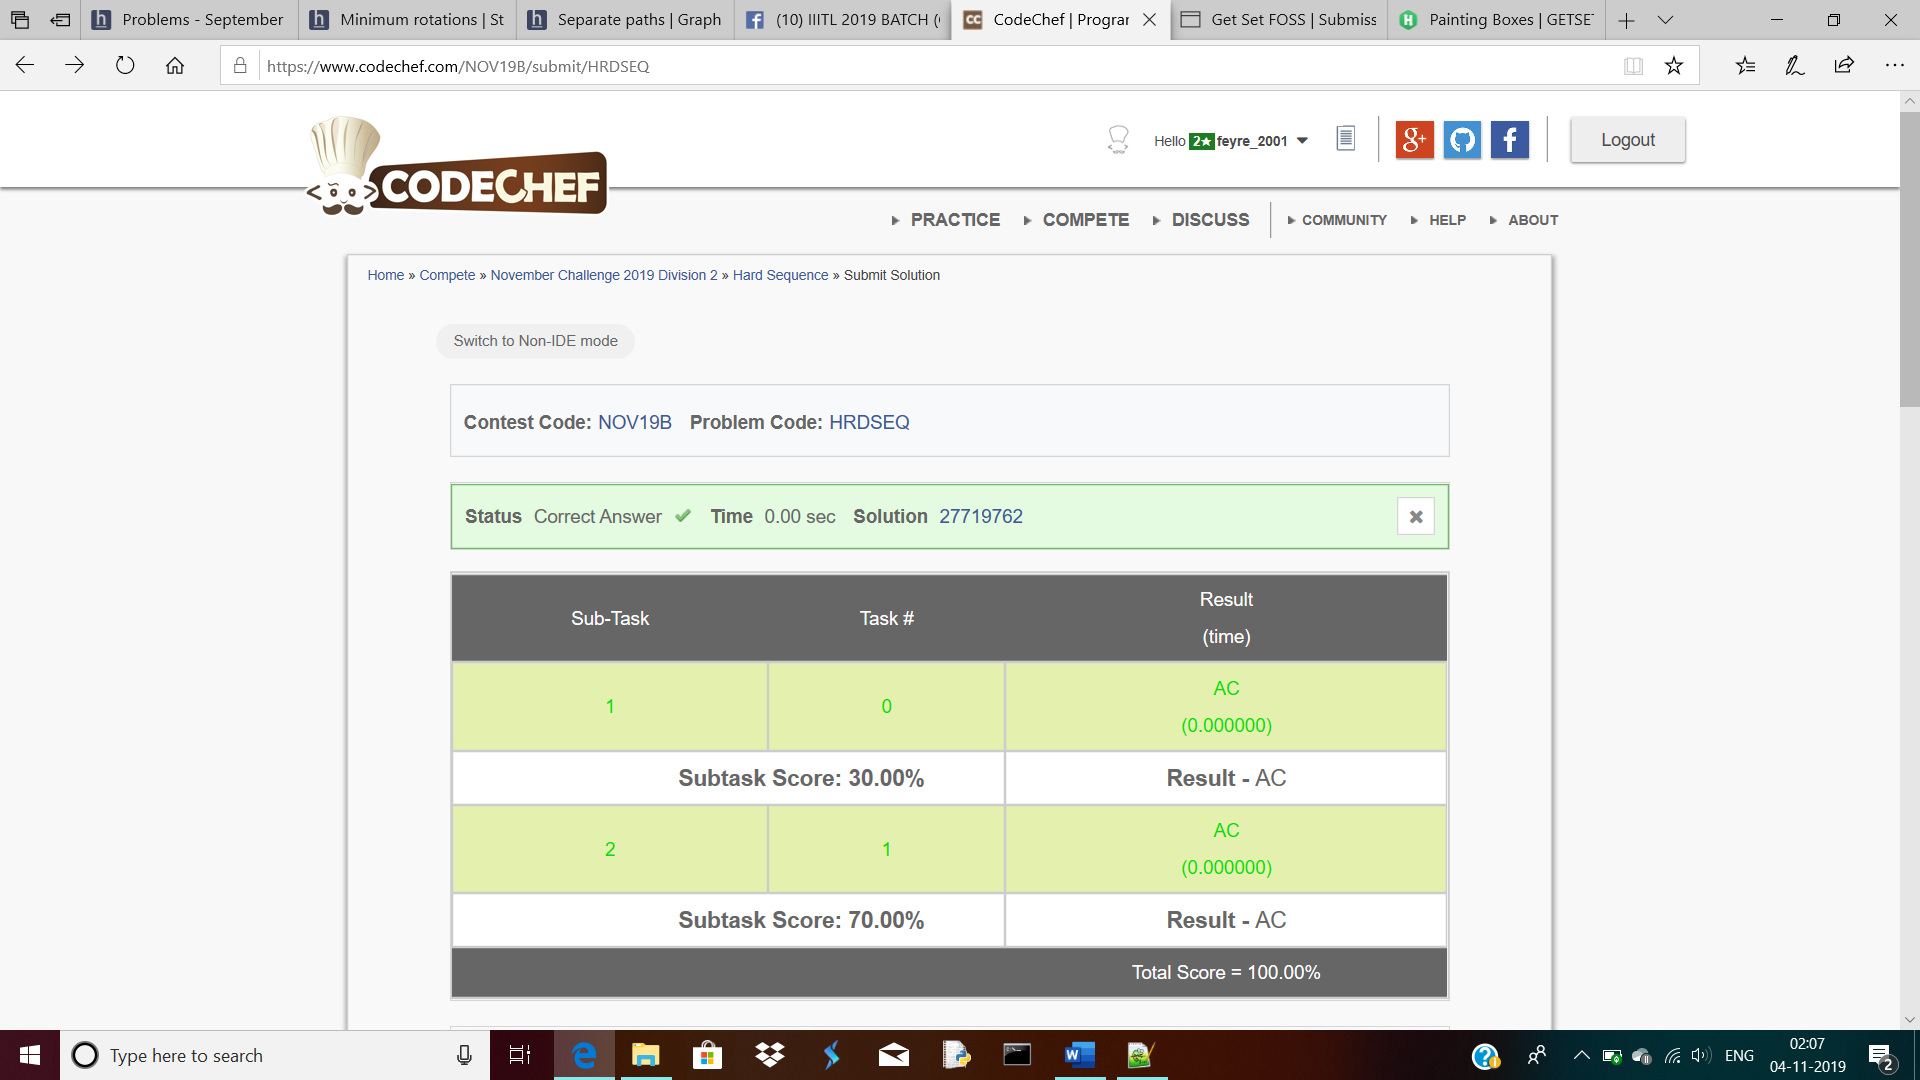 Problems - September
Minimum rotations | St
Separate paths | Graph
(10) IIITL 2019 BATCH (
CodeChef | Program
Get Set FOSS | Submiss
Painting Boxes | GETSE
https://www.codechef.com/NOV19B/submit/HRDSEQ
CODECHEF
Hello 2★ feyre_2001
g+
f
Logout
PRACTICE COMPETE DISCUSS COMMUNITY HELP ABOUT
Home » Compete » November Challenge 2019 Division 2 » Hard Sequence » Submit Solution
Switch to Non-IDE mode
Contest Code: NOV19B Problem Code: HRDSEQ
Status Correct Answer ✔ Time 0.00 sec Solution 27719762
Sub-Task Task # Result
(time)
1 0 AC
(0.000000)
Subtask Score: 30.00% Result - AC
2 1 AC
(0.000000)
Subtask Score: 70.00% Result - AC
Total Score = 100.00%
Type here to search
ENG
02:07
04-11-2019
2